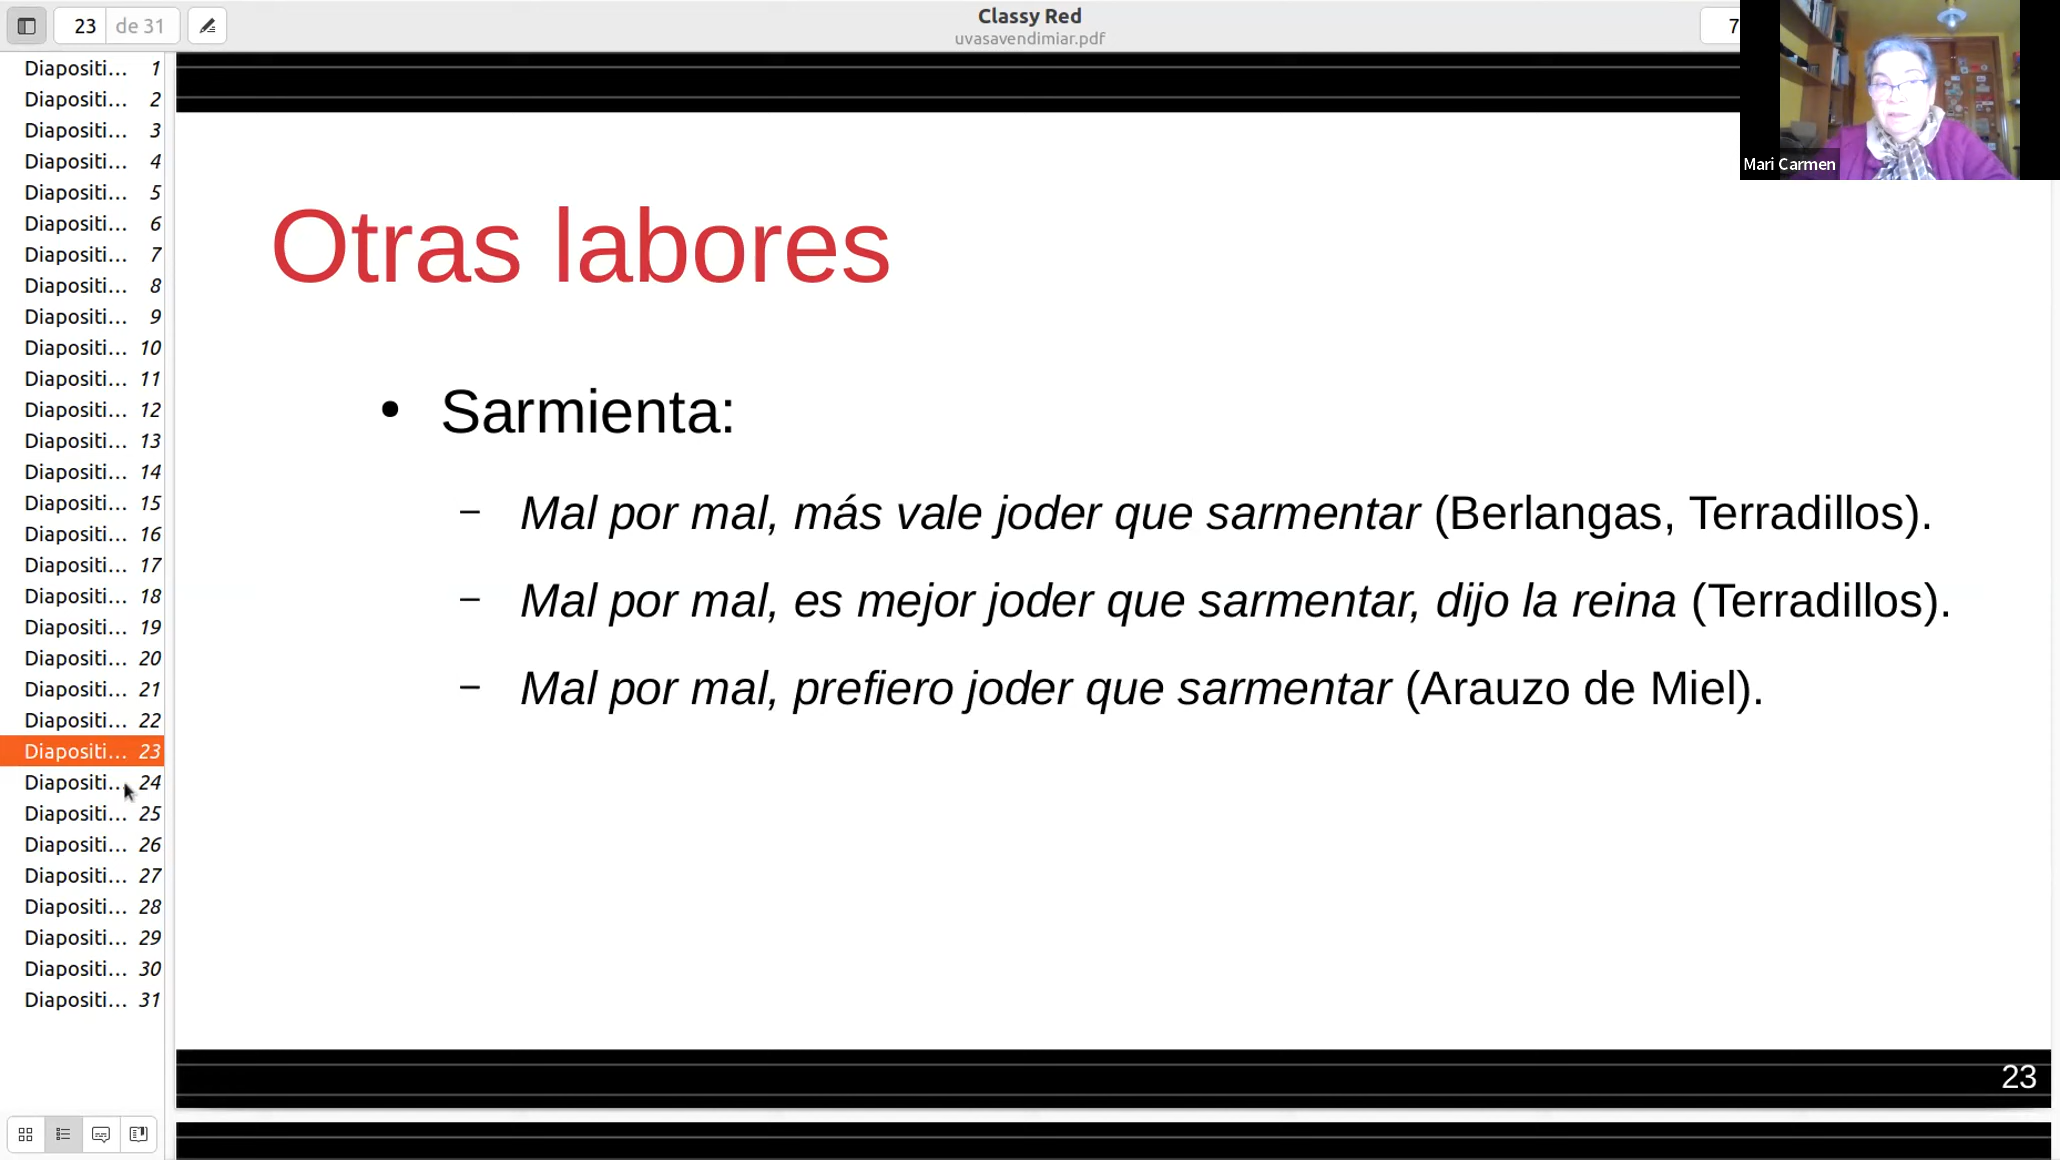 23 de 31
Classy Red
uvasavendimiar.pdf
7
Mari Carmen
Diapositi... 1
Diapositi... 2
Diapositi... 3
Diapositi... 4
Diapositi... 5
Diapositi... 6
Diapositi... 7
Diapositi... 8
Diapositi... 9
Diapositi... 10
Diapositi... 11
Diapositi... 12
Diapositi... 13
Diapositi... 14
Diapositi... 15
Diapositi... 16
Diapositi... 17
Diapositi... 18
Diapositi... 19
Diapositi... 20
Diapositi... 21
Diapositi... 22
Diapositi... 23
Diapositi... 24
Diapositi... 25
Diapositi... 26
Diapositi... 27
Diapositi... 28
Diapositi... 29
Diapositi... 30
Diapositi... 31
Otras labores
• Sarmienta:
– Mal por mal, más vale joder que sarmentar (Berlangas, Terradillos).
– Mal por mal, es mejor joder que sarmentar, dijo la reina (Terradillos).
– Mal por mal, prefiero joder que sarmentar (Arauzo de Miel).
23